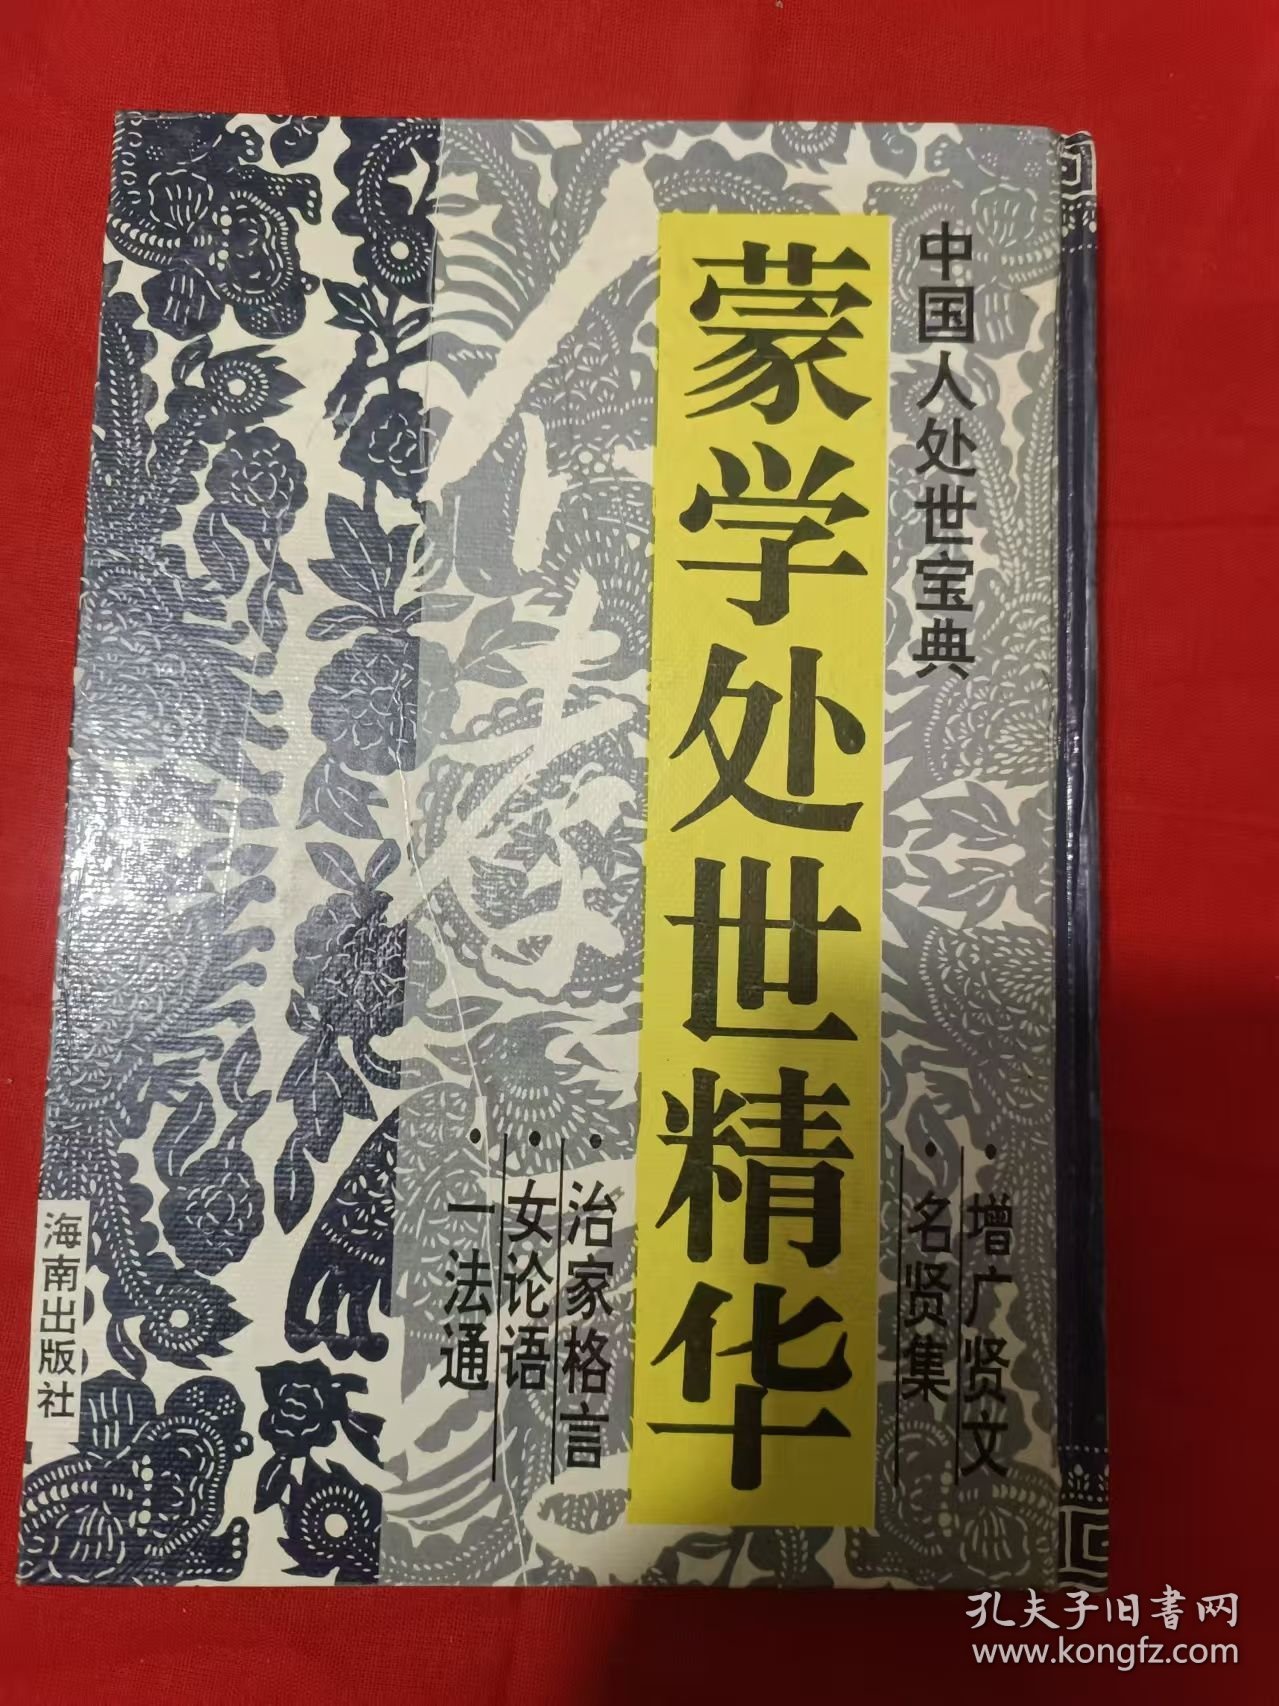 中国人处世宝典
蒙学处世精华
·增广贤文
·名贤集
·治家格言
·女论语
·一法通
海南出版社
孔夫子旧書网
www.kongfz.com